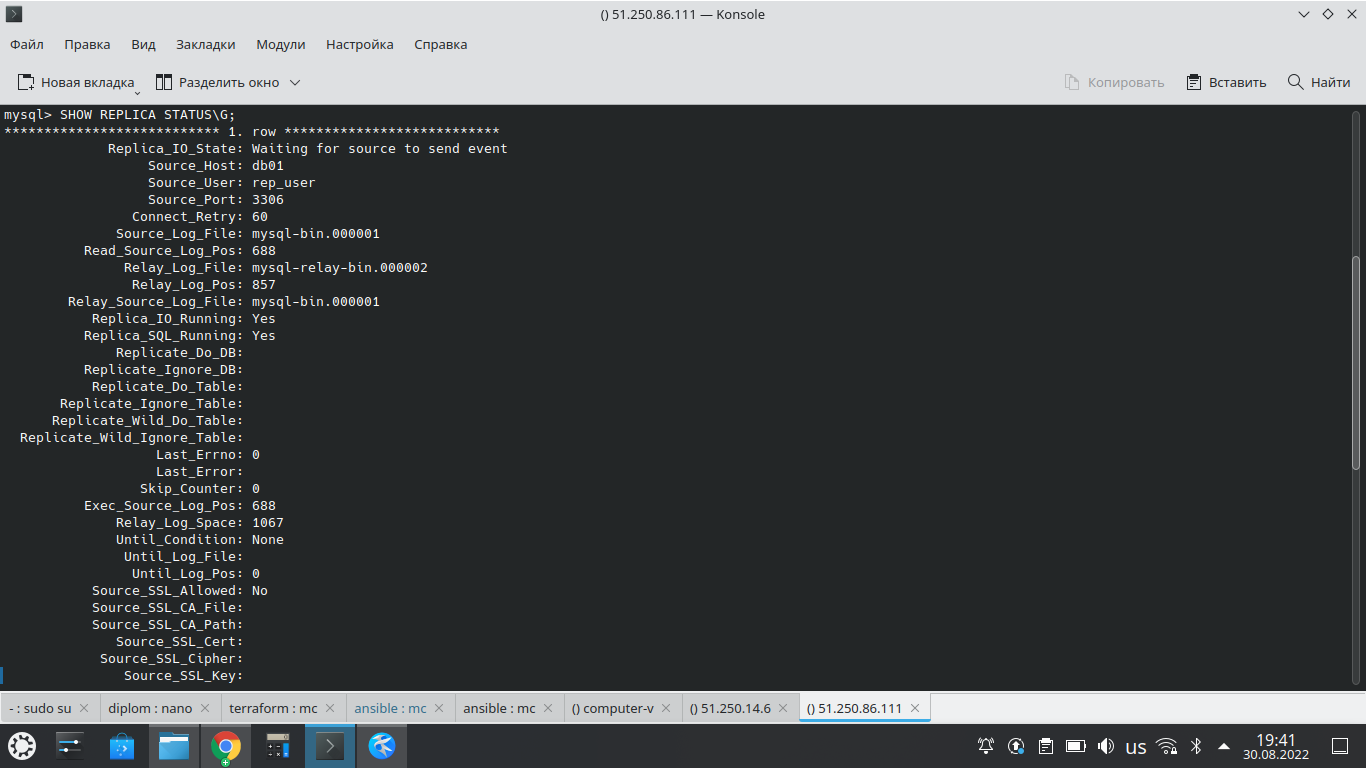 () 51.250.86.111 — Konsole
Файл Правка Вид Закладки Модули Настройка Справка
Новая вкладка Разделить окно Копировать Вставить Найти
mysql> SHOW REPLICA STATUS\G;
*************************** 1. row ***************************
Replica_IO_State: Waiting for source to send event
Source_Host: db01
Source_User: rep_user
Source_Port: 3306
Connect_Retry: 60
Source_Log_File: mysql-bin.000001
Read_Source_Log_Pos: 688
Relay_Log_File: mysql-relay-bin.000002
Relay_Log_Pos: 857
Relay_Source_Log_File: mysql-bin.000001
Replica_IO_Running: Yes
Replica_SQL_Running: Yes
Replicate_Do_DB:
Replicate_Ignore_DB:
Replicate_Do_Table:
Replicate_Ignore_Table:
Replicate_Wild_Do_Table:
Replicate_Wild_Ignore_Table:
Last_Errno: 0
Last_Error:
Skip_Counter: 0
Exec_Source_Log_Pos: 688
Relay_Log_Space: 1067
Until_Condition: None
Until_Log_File:
Until_Log_Pos: 0
Source_SSL_Allowed: No
Source_SSL_CA_File:
Source_SSL_CA_Path:
Source_SSL_Cert:
Source_SSL_Cipher:
Source_SSL_Key:
- : sudo su diplom : nano terraform : mc ansible : mc ansible : mc () computer-v () 51.250.14.6 () 51.250.86.111
us 19:41
30.08.2022